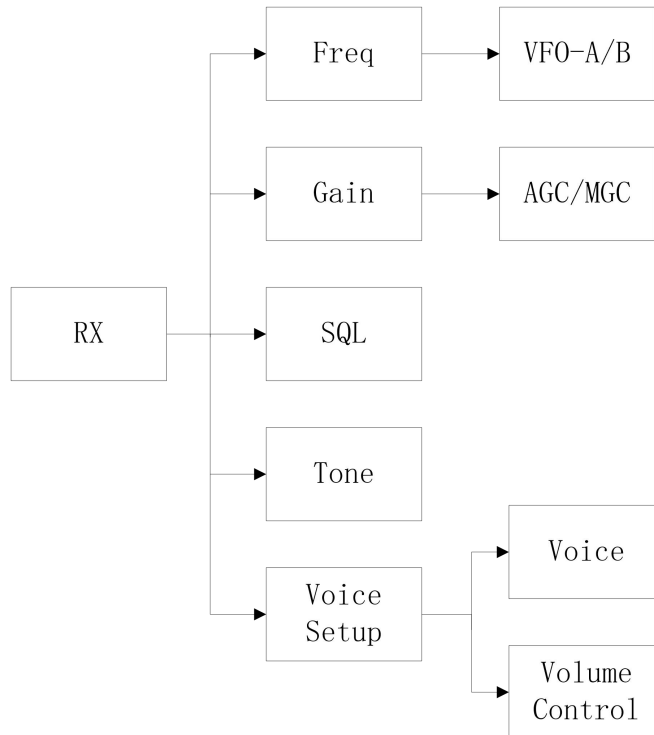 Freq
VFO-A/B
Gain
AGC/MGC
RX
SQL
Tone
Voice
Voice
Setup
Volume
Control